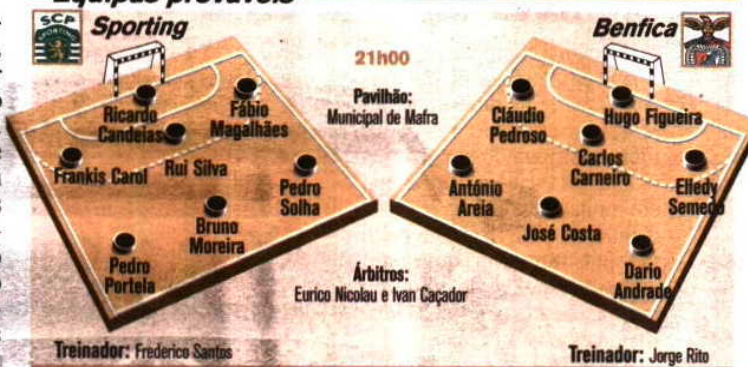 Equipas prováveis
SCP
SPORTING
Sporting
Benfica
21h00
Pavilhão:
Municipal de Mafra
Ricardo
Candeias
Fábio
Magalhães
Frankis Carol
Rui Silva
Pedro
Solha
Bruno
Moreira
Pedro
Portela
Cláudio
Pedroso
Hugo Figueira
Carlos
Carneiro
António
Areia
Elledy
Semedo
José Costa
Dario
Andrade
Árbitros:
Eurico Nicolau e Ivan Caçador
Treinador: Frederico Santos
Treinador: Jorge Rito